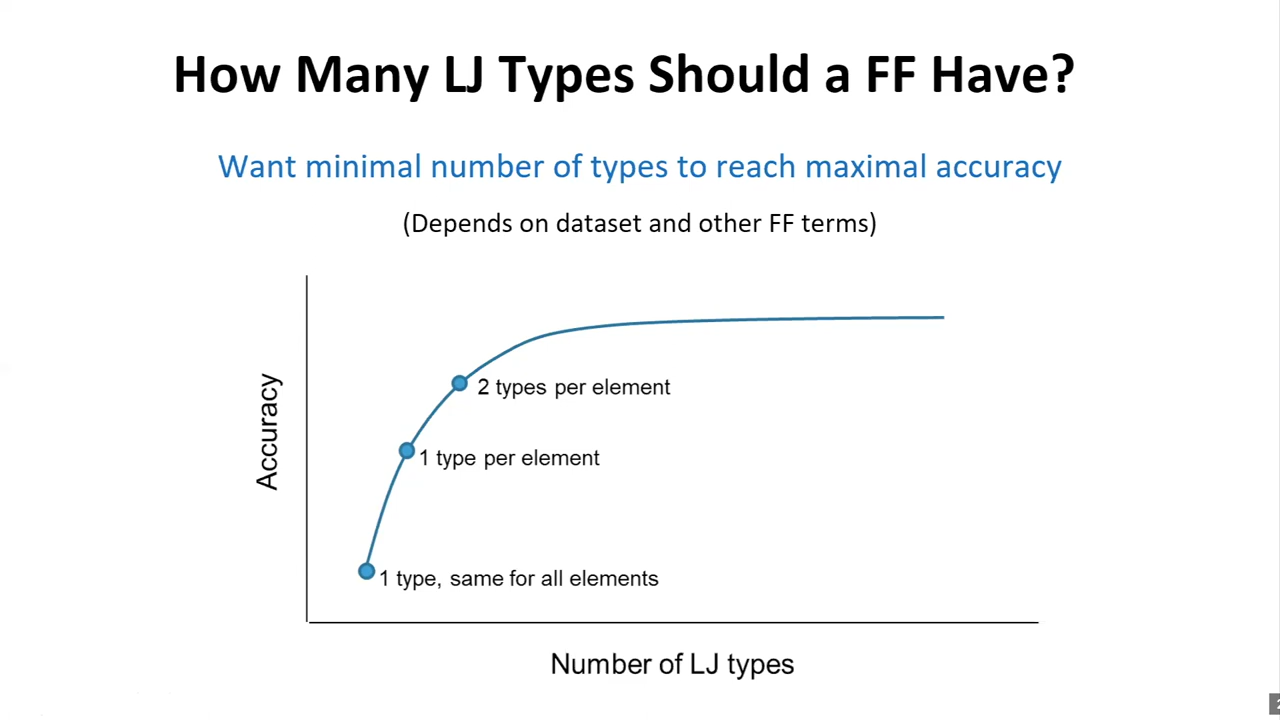 How Many LJ Types Should a FF Have?
Want minimal number of types to reach maximal accuracy
(Depends on dataset and other FF terms)
Accuracy
2 types per element
1 type per element
1 type, same for all elements
Number of LJ types